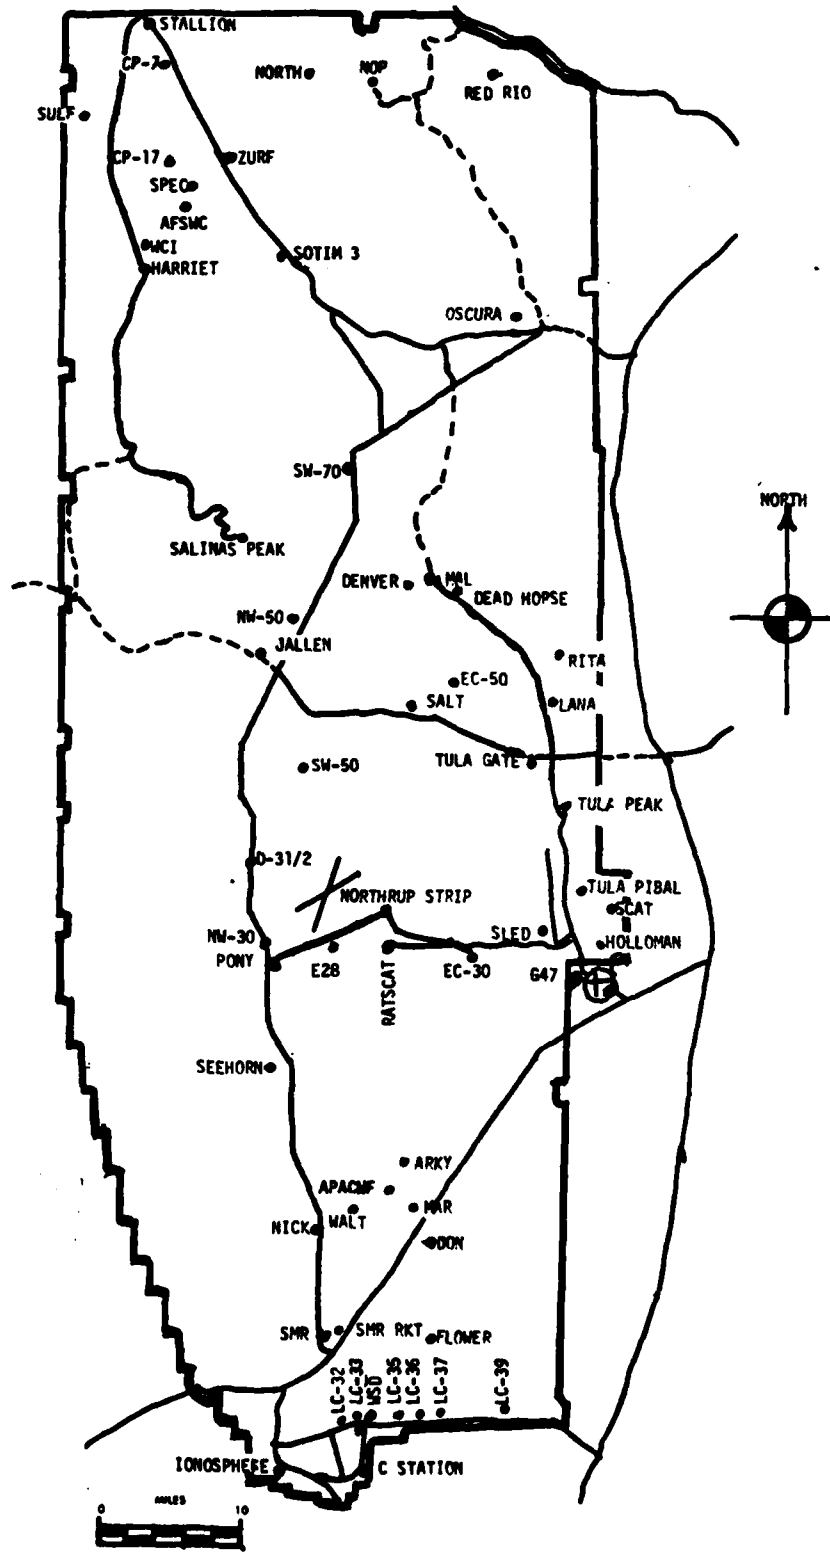 STALLION
CP-7
NORTH
NOP
RED RIO
SULF
CP-17
ZURF
SPEC
AFSWC
WCI
HARRIET
SOTIM 3
OSCURA
SW-70
NORTH
SALINAS PEAK
DENVER
MAL
DEAD HORSE
NW-50
JALLEN
RITA
EC-50
SALT
LANA
TULA GATE
SW-50
TULA PEAK
D-31/2
TULA PIBAL
NORTHRUP STRIP
SCAT
NW-30
SLED
HOLLOMAN
PONY
E28
RATSCAT
EC-30
G47
SEEHORN
ARKY
APACHE
MAR
WALT
NICK
DON
SMR
SMR RKT
FLOWER
LC-32
LC-33
WSD
LC-35
LC-36
LC-37
LC-39
IONOSPHERE
C STATION
MILES
0 10